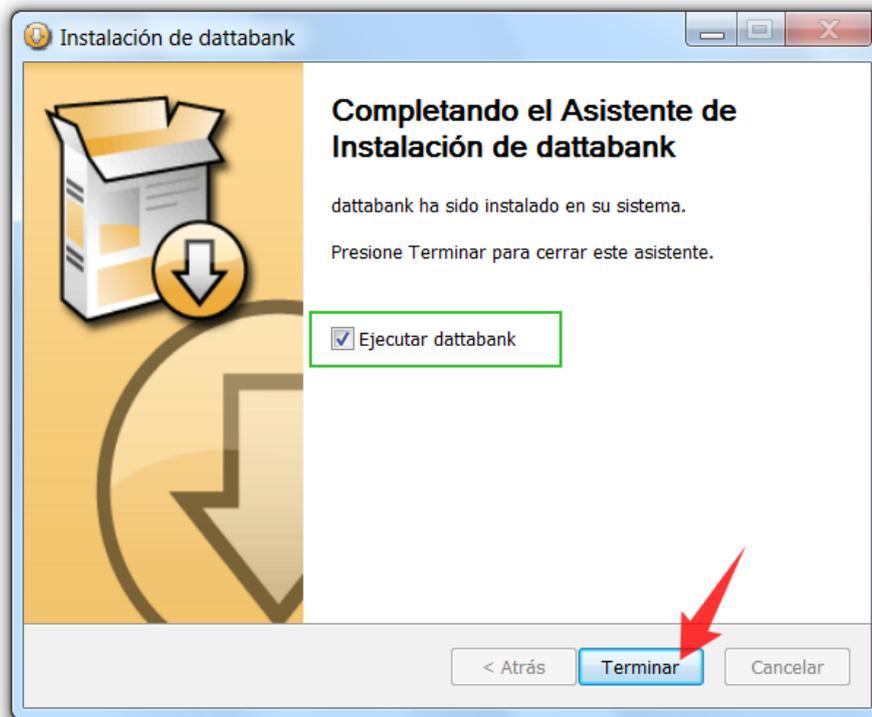 Instalación de dattabank
Completando el Asistente de
Instalación de dattabank
dattabank ha sido instalado en su sistema.
Presione Terminar para cerrar este asistente.
Ejecutar dattabank
< Atrás
Terminar
Cancelar